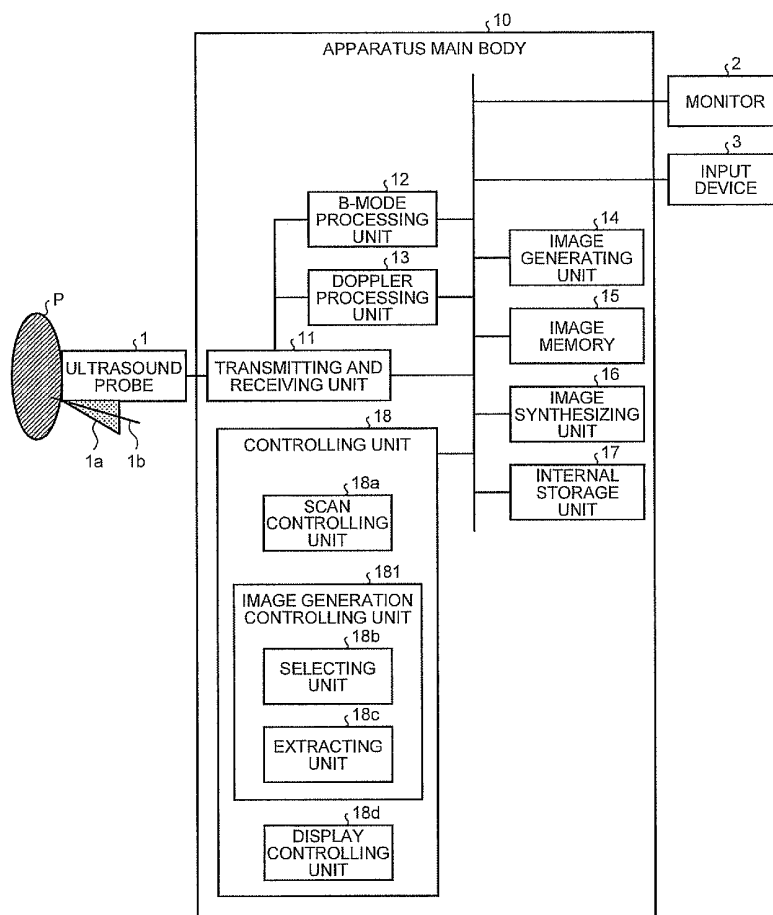 10
APPARATUS MAIN BODY
2
MONITOR
3
INPUT
DEVICE
12
B-MODE
PROCESSING
UNIT
13
DOPPLER
PROCESSING
UNIT
14
IMAGE
GENERATING
UNIT
15
IMAGE
MEMORY
16
IMAGE
SYNTHESIZING
UNIT
17
INTERNAL
STORAGE
UNIT
P
1
ULTRASOUND
PROBE
1a
1b
11
TRANSMITTING AND
RECEIVING UNIT
18
CONTROLLING UNIT
18a
SCAN
CONTROLLING
UNIT
181
IMAGE GENERATION
CONTROLLING UNIT
18b
SELECTING
UNIT
18c
EXTRACTING
UNIT
18d
DISPLAY
CONTROLLING
UNIT